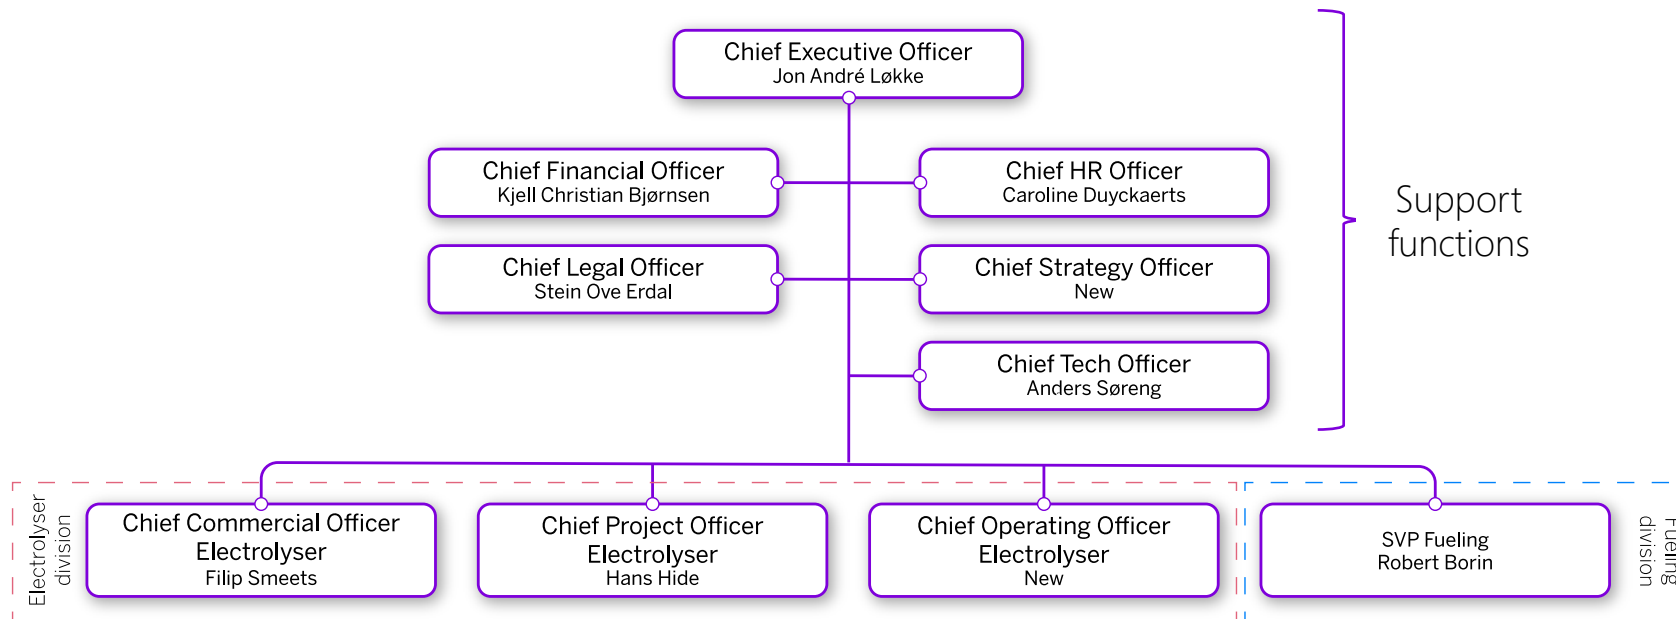 Chief Executive Officer
Jon André Løkke
Chief Financial Officer
Kjell Christian Bjørnsen
Chief HR Officer
Caroline Duyckaerts
Chief Legal Officer
Stein Ove Erdal
Chief Strategy Officer
New
Chief Tech Officer
Anders Søreng
Support
functions
Electrolyser
division
Chief Commercial Officer
Electrolyser
Filip Smeets
Chief Project Officer
Electrolyser
Hans Hide
Chief Operating Officer
Electrolyser
New
SVP Fueling
Robert Borin
Fueling
division